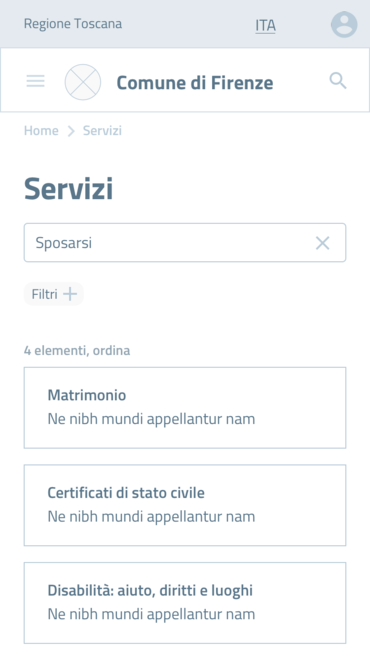 Regione Toscana
ITA
Comune di Firenze
Home
Servizi
Servizi
Sposarsi
Filtri
4 elementi, ordina
Matrimonio
Ne nibh mundi appellantur nam
Certificati di stato civile
Ne nibh mundi appellantur nam
Disabilità: aiuto, diritti e luoghi
Ne nibh mundi appellantur nam